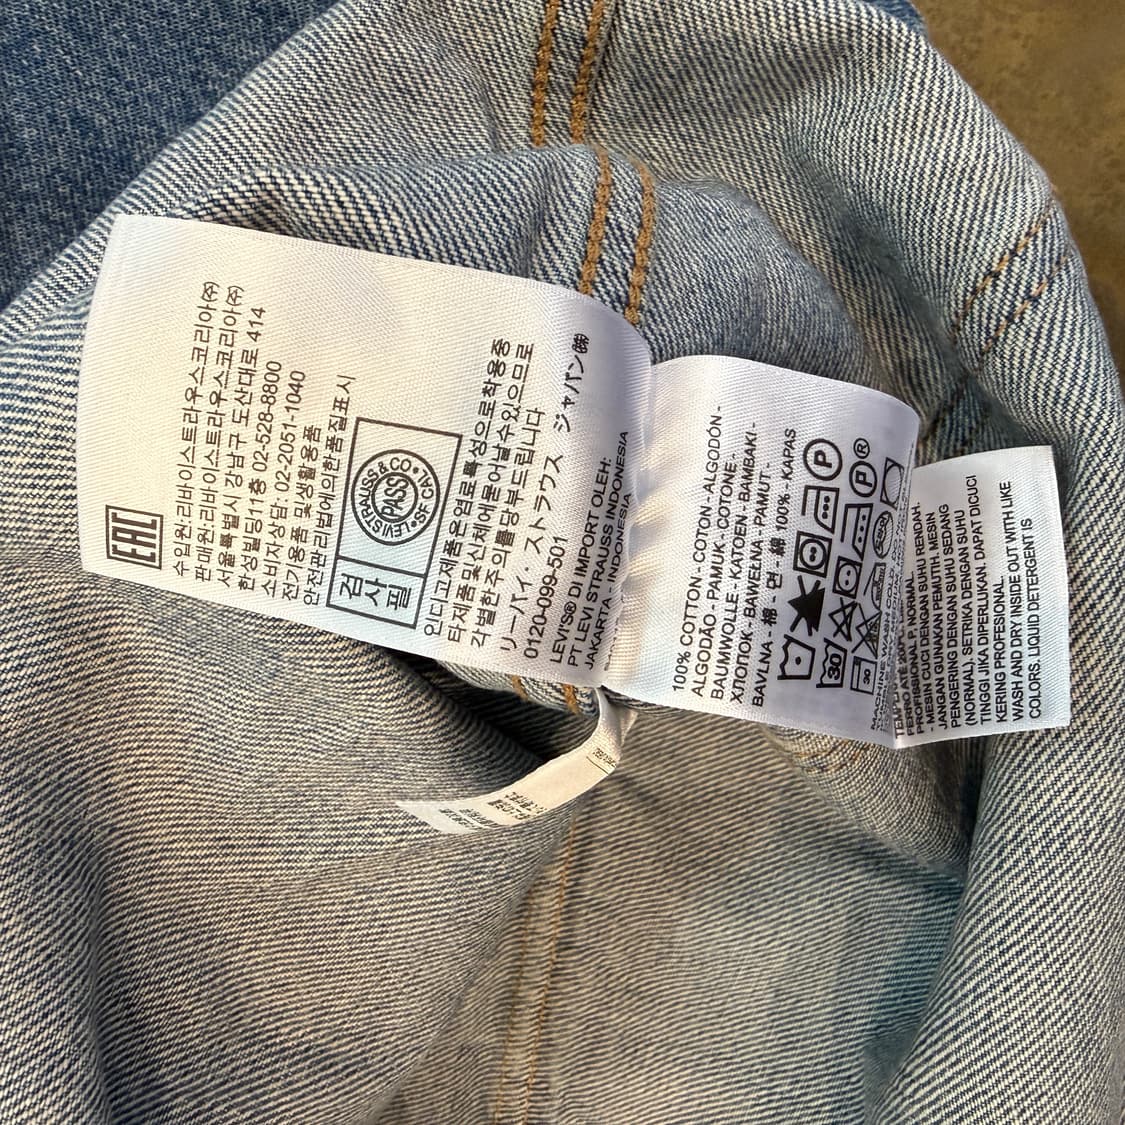 EAC
수입원:리바이스트라우스코리아(주)
판매원:리바이스트라우스코리아(주)
서울특별시 강남구 도산대로 414
한성빌딩11층 02-528-8800
소비자상담: 02-2051-1040
전기용품 및생활용품
안전관리법에의한품질표시
검사필
LEVI STRAUSS & CO • SF CAL •
PASS
인디고제품은염료특성으로착용중
타제품및신체에물이날수있으므로
각별한주의를당부드립니다
リーバイ・ストラウス ジャパン㈱
0120-099-501
LEVI'S® DI IMPORT OLEH:
PT LEVI STRAUSS INDONESIA
JAKARTA - INDONESIA
100% COTTON - COTON - ALGODON -
ALGODÃO - PAMUK - COTONE -
BAUMWOLLE - KATOEN - BAMBAKI -
ХЛОПОК - BAWEŁNA - PAMUT -
BAVLNA - 棉 - 면 - 綿 100% - KAPAS
P
30
P
®
30
MACHINE WASH COLD,
PROFISSIONAL P, NORMAL.
- MESIN CUCI DENGAN SUHU RENDAH.
JANGAN GUNAKAN PEMUTIH. MESIN
PENGERING DENGAN SUHU SEDANG
(NORMAL). SETRIKA DENGAN SUHU
TINGGI JIKA DIPERLUKAN. DAPAT DICUCI
KERING PROFESIONAL.
WASH AND DRY INSIDE OUT WITH LIKE
COLORS. LIQUID DETERGENT IS